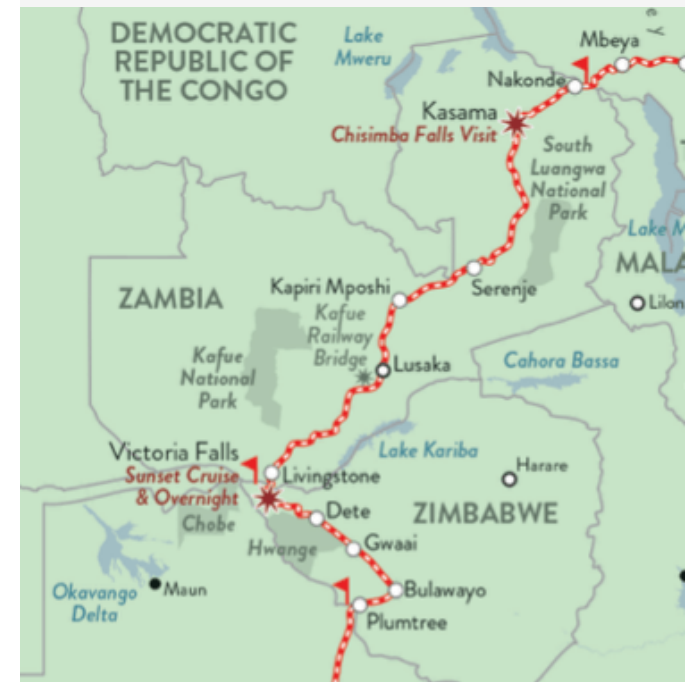 DEMOCRATIC
REPUBLIC OF
THE CONGO
Lake
Mweru
Mbeya
Nakonde
Kasama
Chisimba Falls Visit
South
Luangwa
National
Park
Lake M
MALA
Lilon
Serenje
Kapiri Mposhi
ZAMBIA
Kafue
Railway
Bridge
Kafue
National
Park
Lusaka
Cahora Bassa
Victoria Falls
Sunset Cruise
& Overnight
Livingstone
Lake Kariba
Harare
ZIMBABWE
Chobe
Dete
Hwange
Gwaai
Okavango
Delta
Maun
Bulawayo
Plumtree